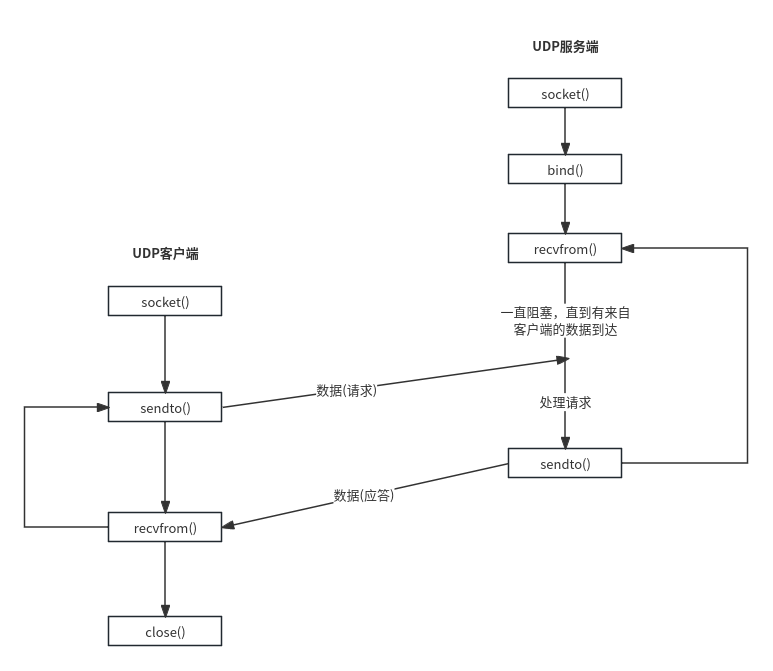 UDP服务端
socket()
bind()
recvfrom()
一直阻塞，直到有来自
客户端的数据到达
处理请求
sendto()
UDP客户端
socket()
sendto()
数据(请求)
数据(应答)
recvfrom()
close()